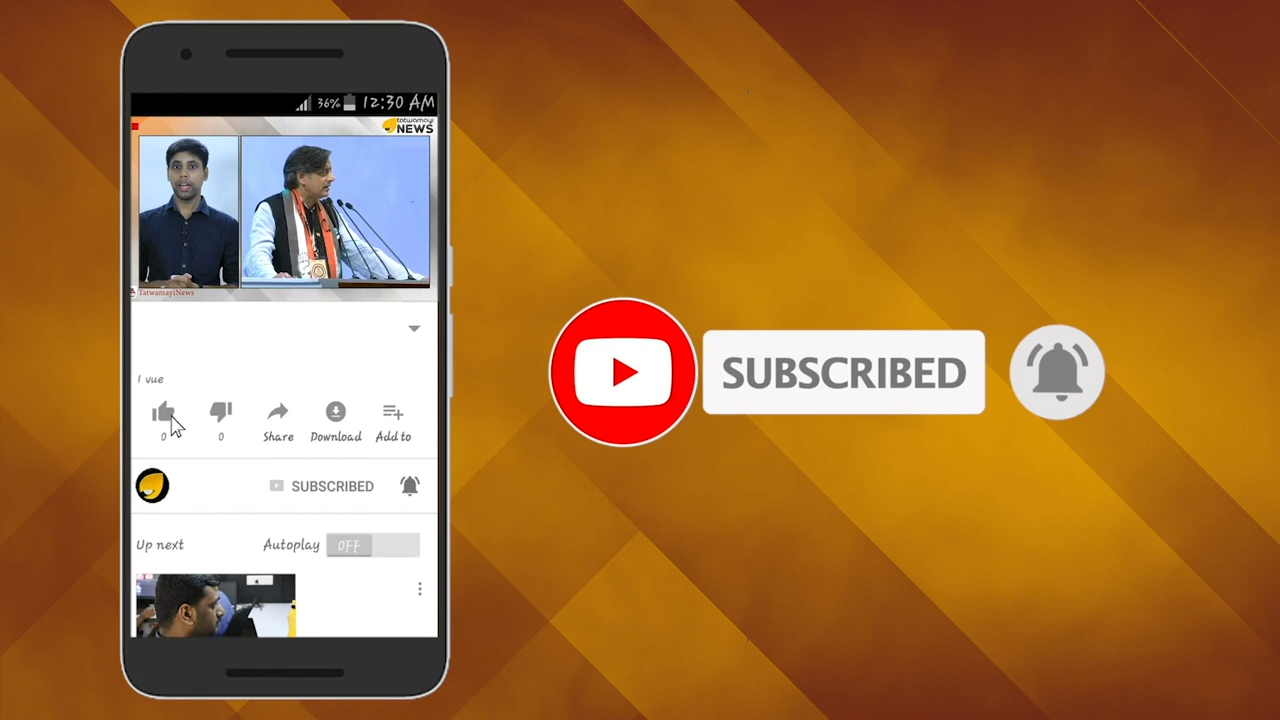 36% 12:30 AM
tatwamayi
NEWS
TatwamayiNews
1 vue
0 0 Share Download Add to
SUBSCRIBED
Up next Autoplay OFF
SUBSCRIBED